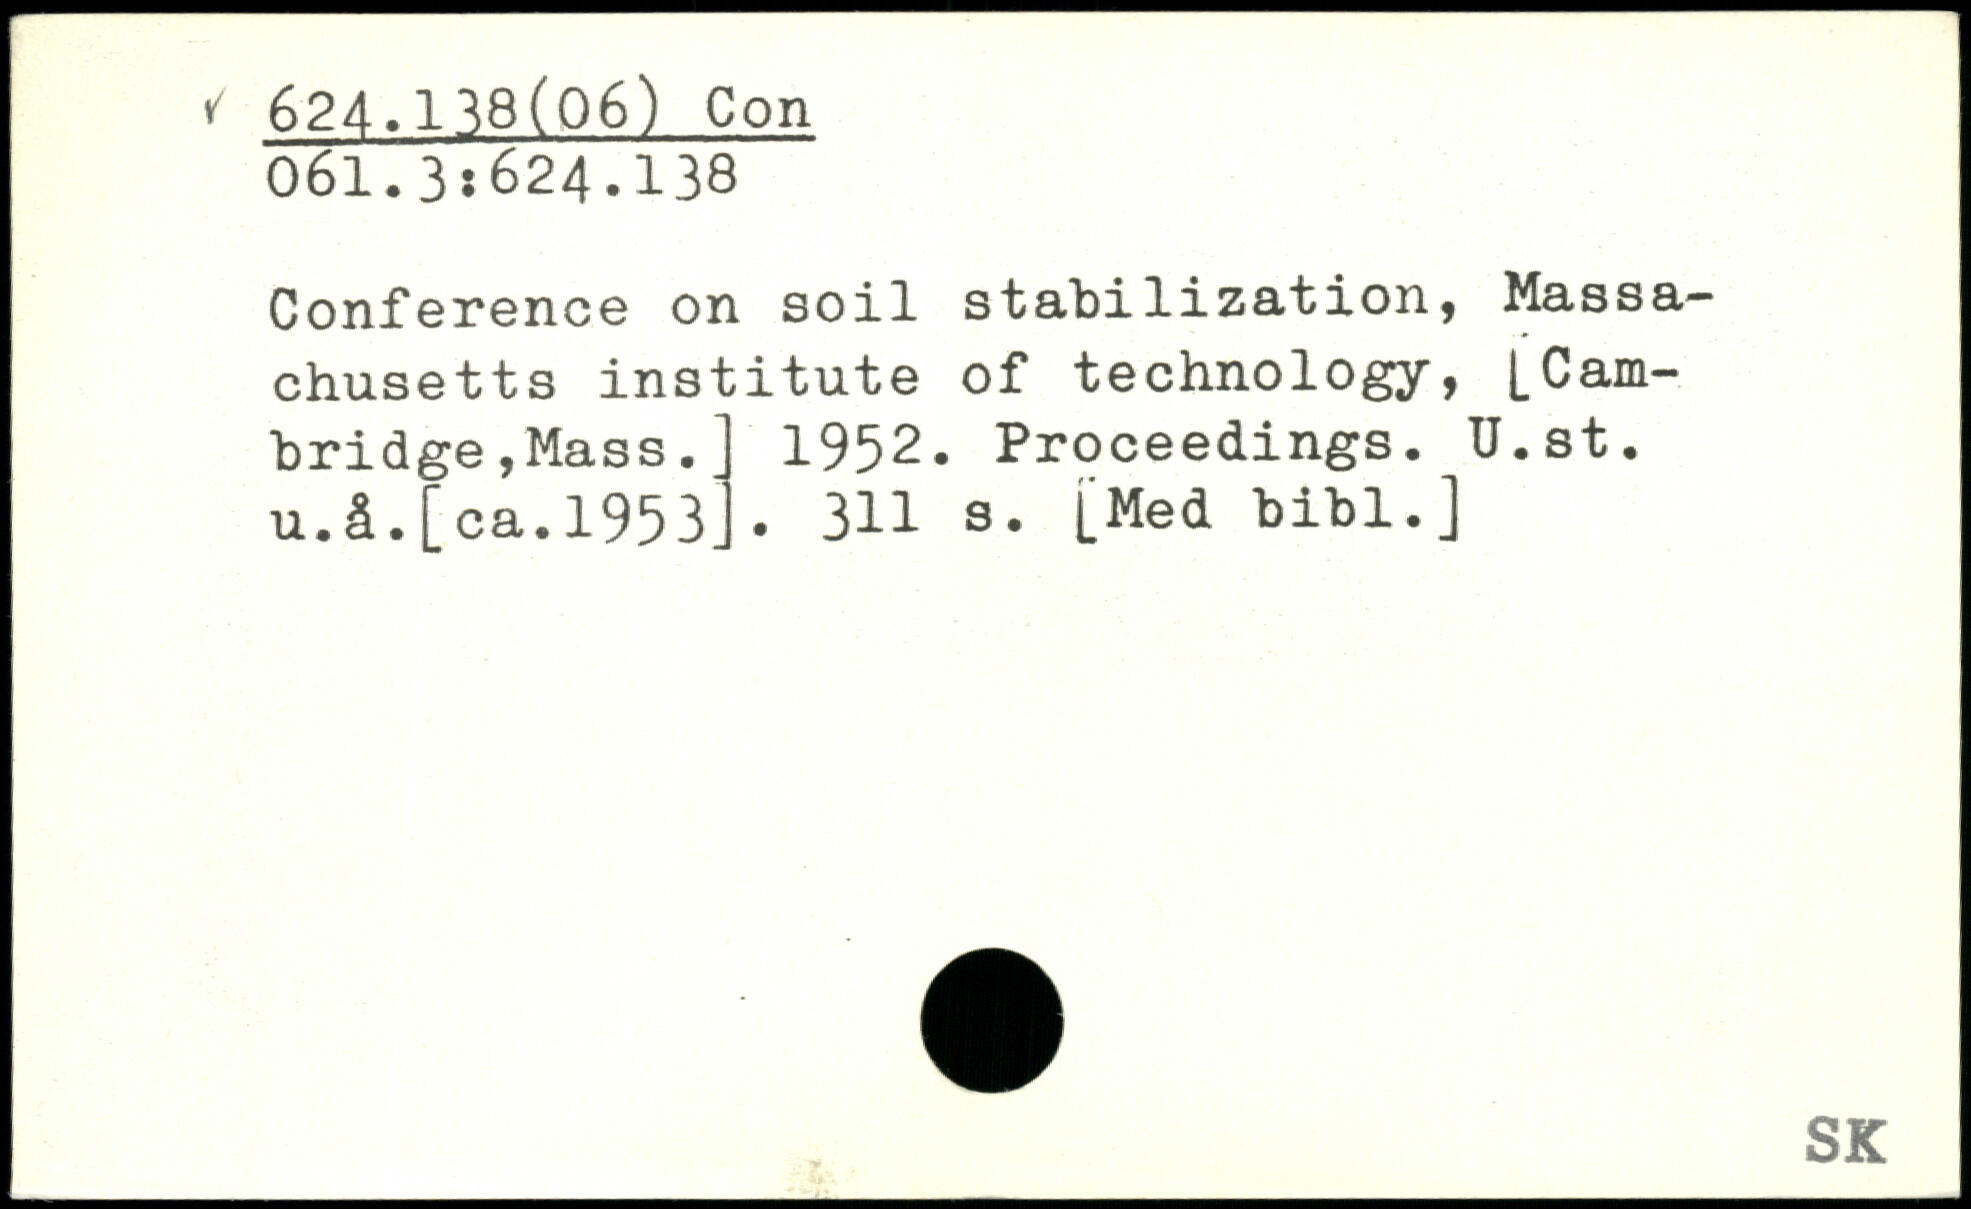 ✓ 624.138(06) Con
061.3:624.138
Conference on soil stabilization, Massa-
chusetts institute of technology, [Cam-
bridge,Mass.] 1952. Proceedings. U.st.
u.å.[ca.1953]. 311 s. [Med bibl.]
SK